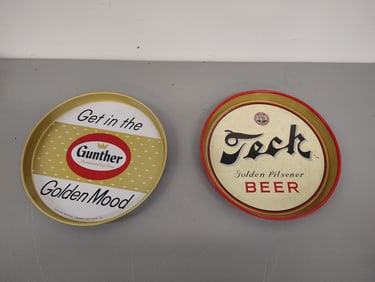 Get in the
Gunther
Golden Mood
Tech
Golden Pilsener
BEER